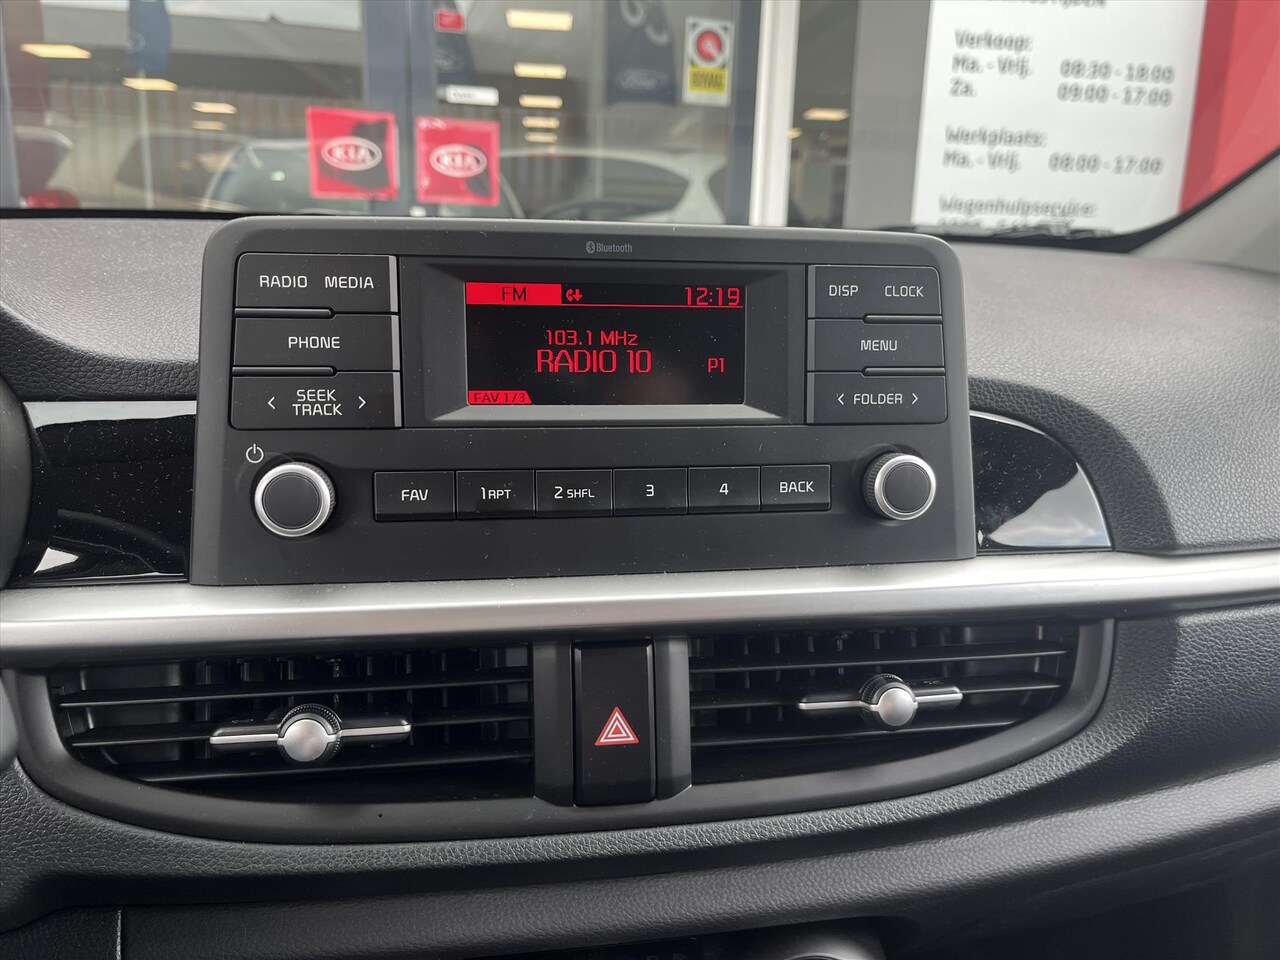 Verkoop:
Ma. - Vrij. 08:30 - 18:00
Za. 09:00 - 17:00
Werkplaats:
Ma. - Vrij. 08:00 - 17:00
Wegenhulpservice:
BOVAG
KIA
KIA
Bluetooth
RADIO MEDIA
PHONE
< SEEK >
TRACK
FM 12:19
103.1 MHz
RADIO 10 P1
FAV 1/3
DISP CLOCK
MENU
< FOLDER >
FAV 1 RPT 2 SHFL 3 4 BACK